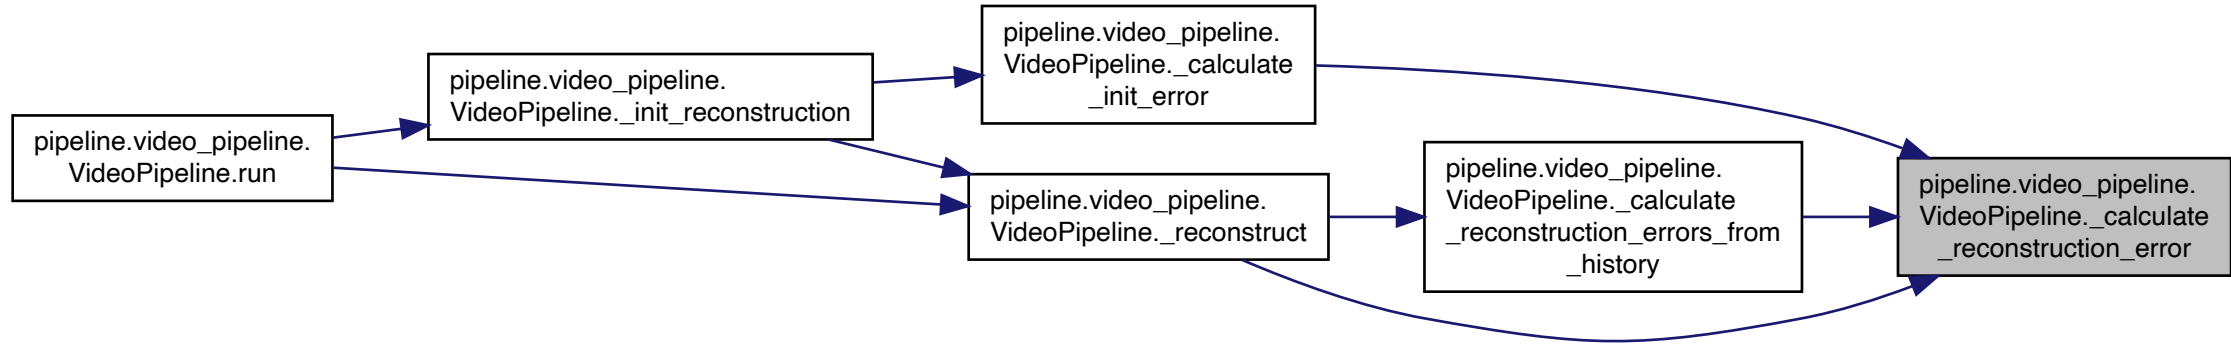 pipeline.video_pipeline.
VideoPipeline.run
pipeline.video_pipeline.
VideoPipeline._init_reconstruction
pipeline.video_pipeline.
VideoPipeline._calculate
_init_error
pipeline.video_pipeline.
VideoPipeline._reconstruct
pipeline.video_pipeline.
VideoPipeline._calculate
_reconstruction_errors_from
_history
pipeline.video_pipeline.
VideoPipeline._calculate
_reconstruction_error